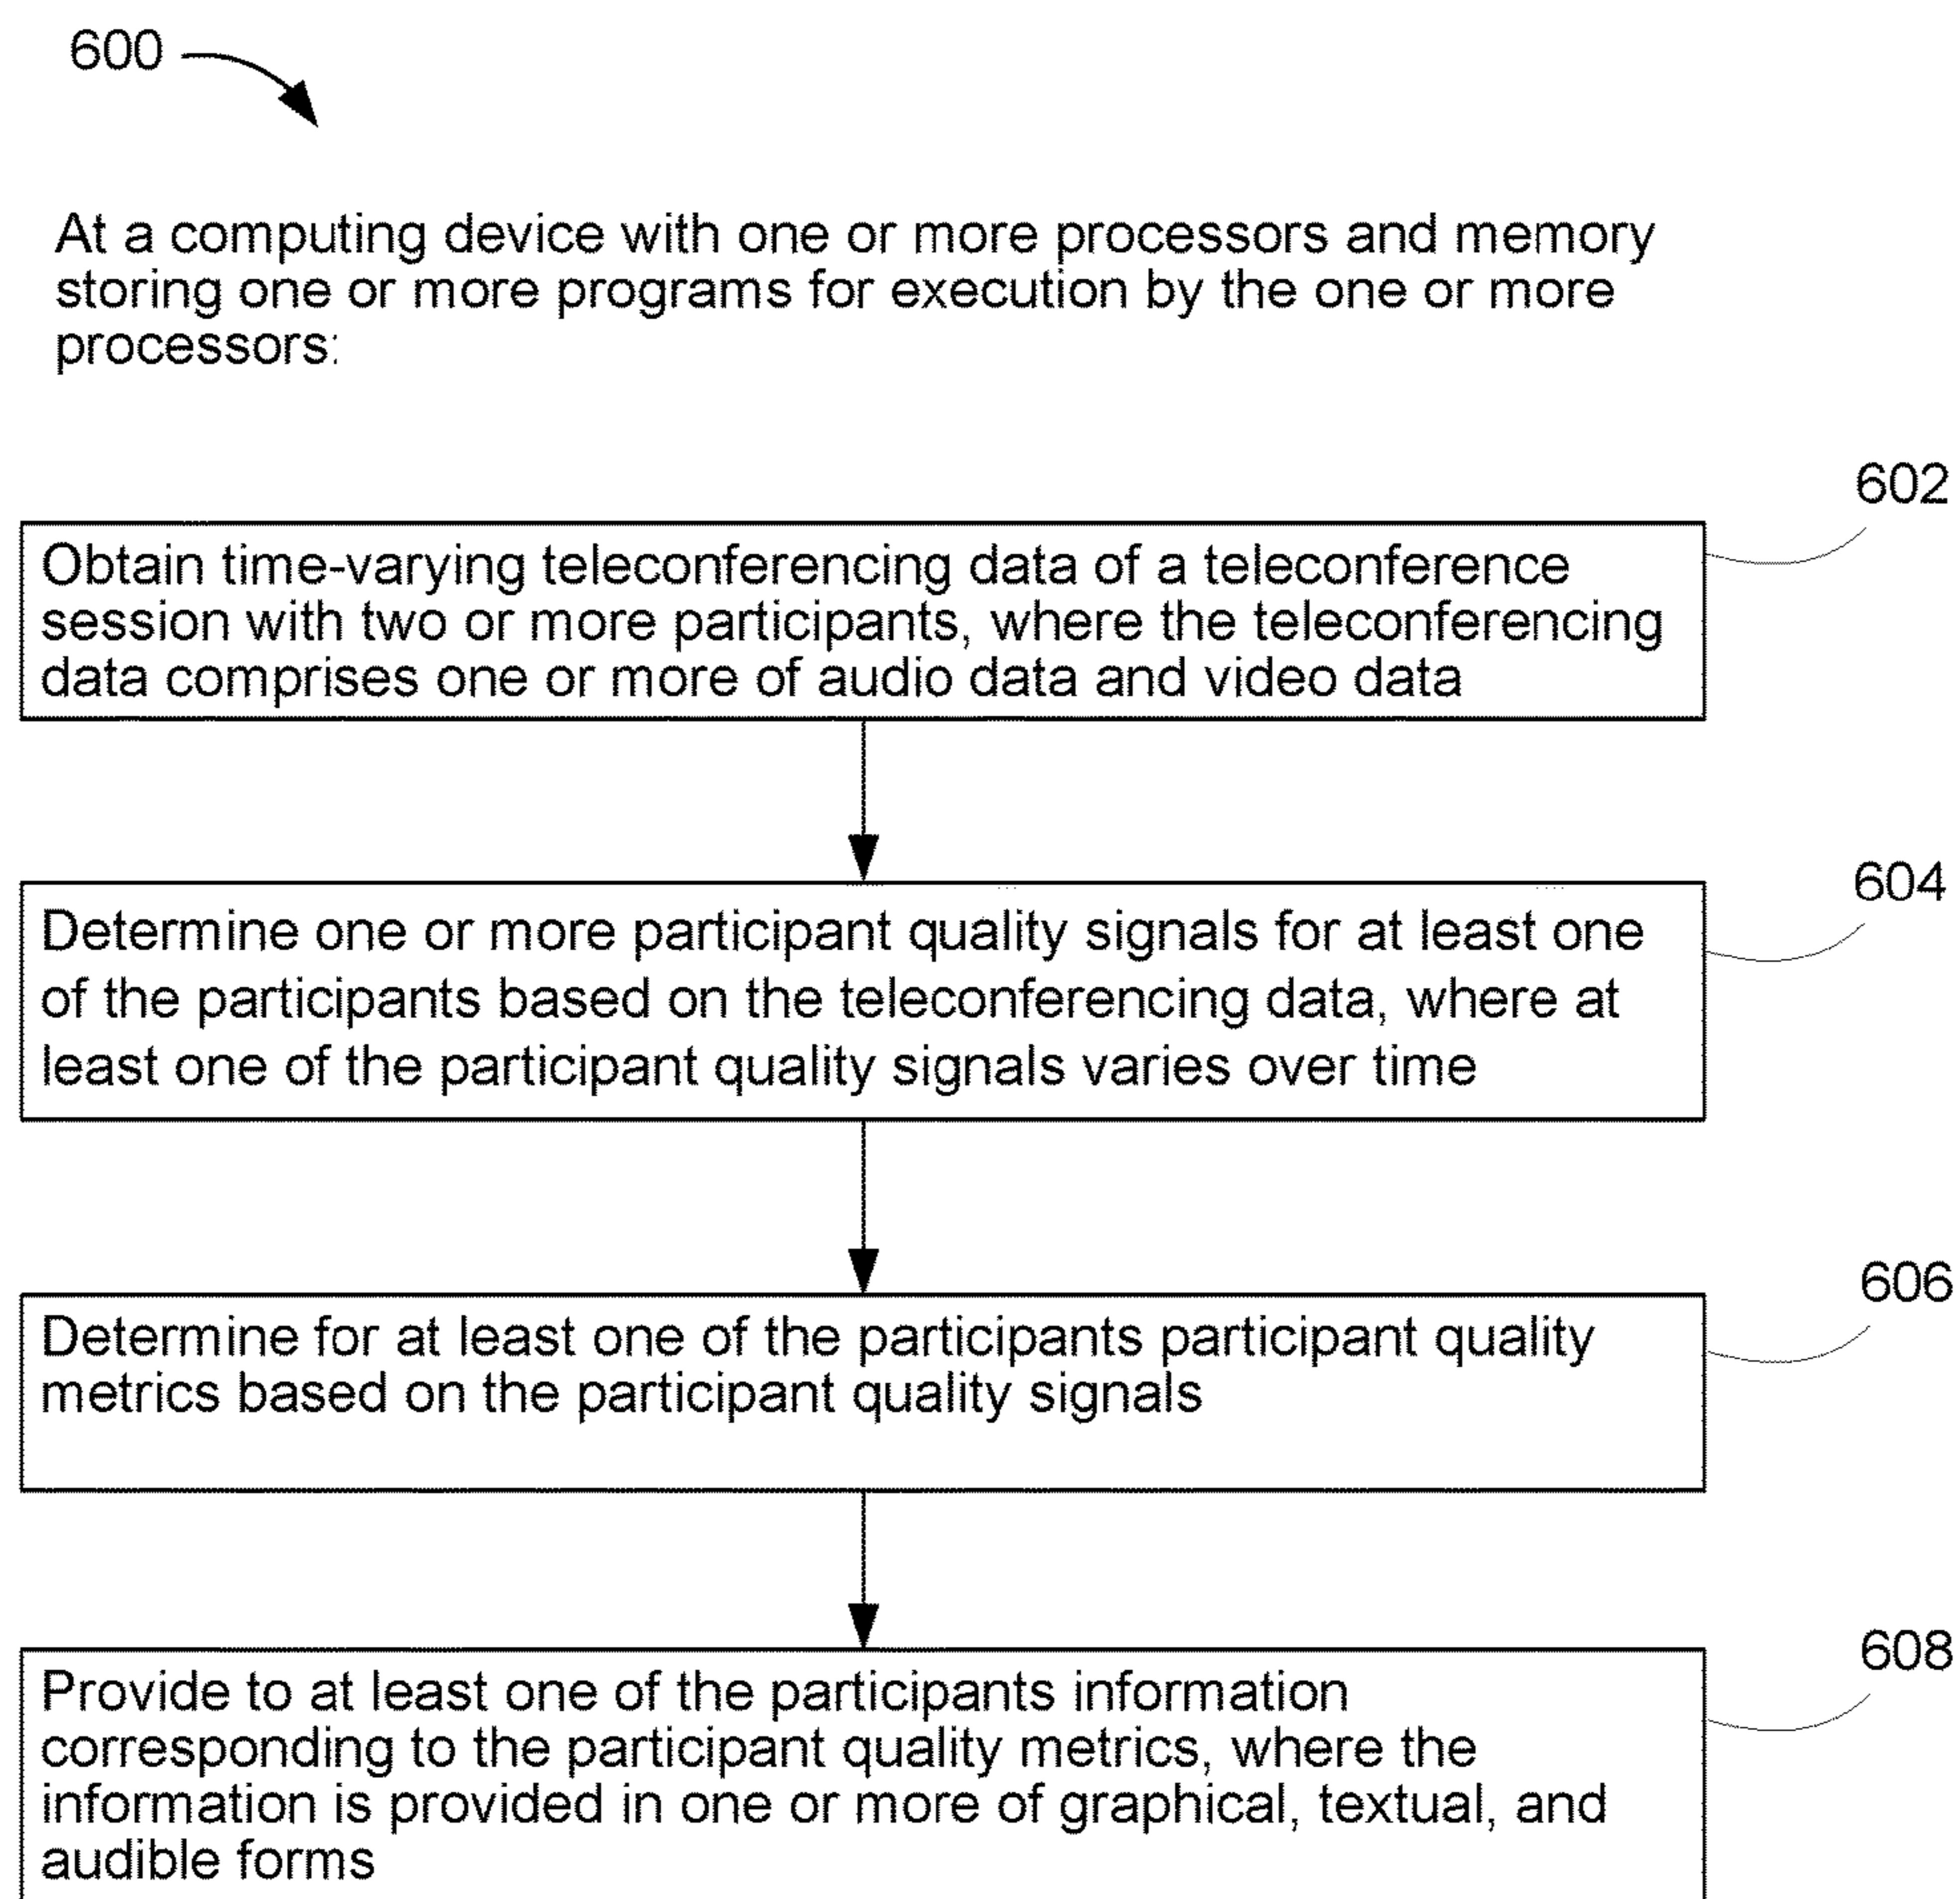 600
At a computing device with one or more processors and memory
storing one or more programs for execution by the one or more
processors:
602
Obtain time-varying teleconferencing data of a teleconference
session with two or more participants, where the teleconferencing
data comprises one or more of audio data and video data
604
Determine one or more participant quality signals for at least one
of the participants based on the teleconferencing data, where at
least one of the participant quality signals varies over time
606
Determine for at least one of the participants participant quality
metrics based on the participant quality signals
608
Provide to at least one of the participants information
corresponding to the participant quality metrics, where the
information is provided in one or more of graphical, textual, and
audible forms